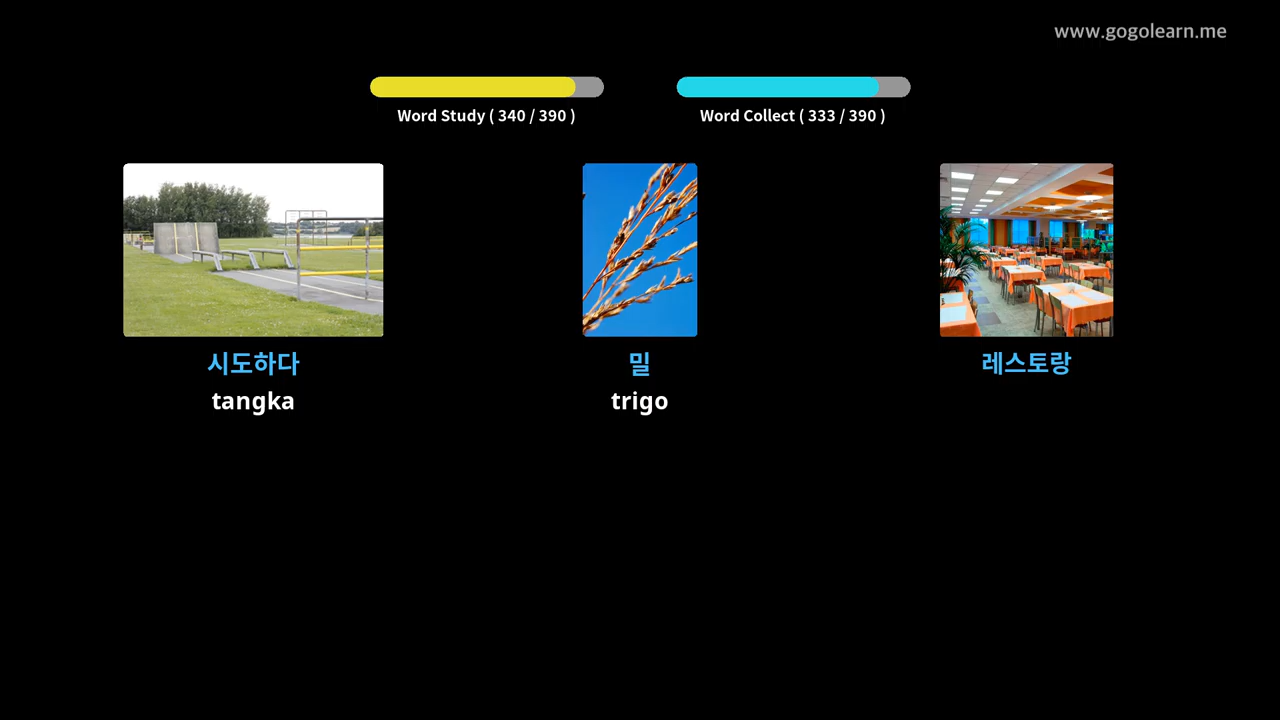 www.gogolearn.me
Word Study ( 340 / 390 )
Word Collect ( 333 / 390 )
시도하다
밀
레스토랑
tangka
trigo